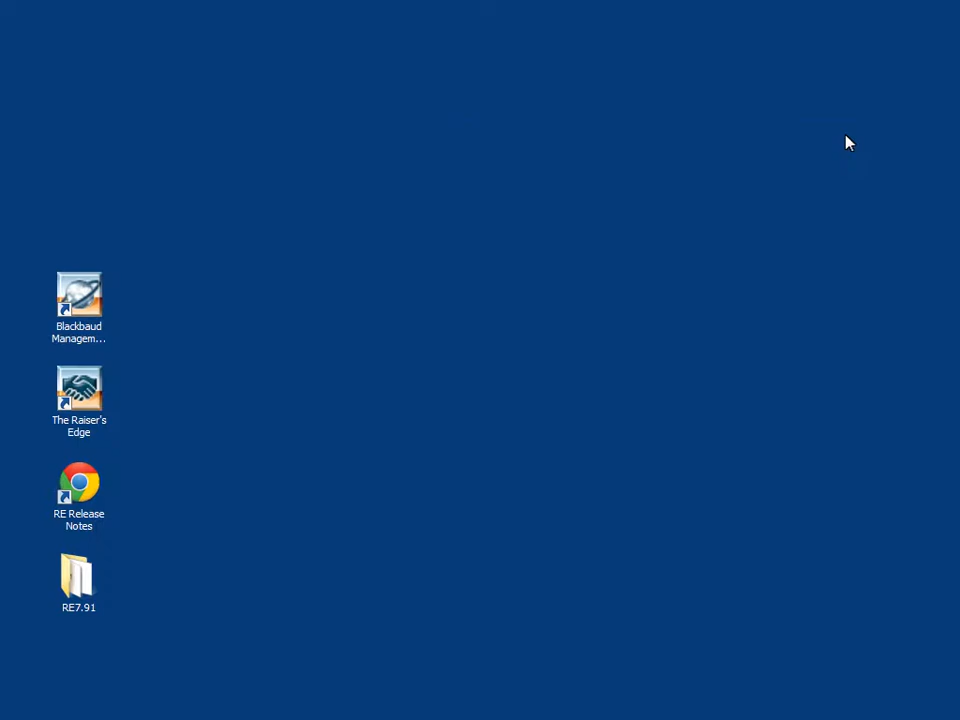 Blackbaud
Managem...
The Raiser's
Edge
RE Release
Notes
RE7.91